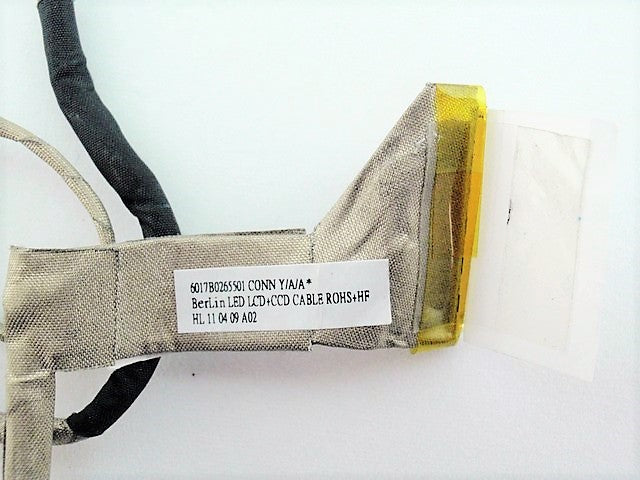 6017B0265501 CONN Y/A/A*
BerLin LED LCD+CCD CABLE ROHS+HF
HL 11 04 09 A02